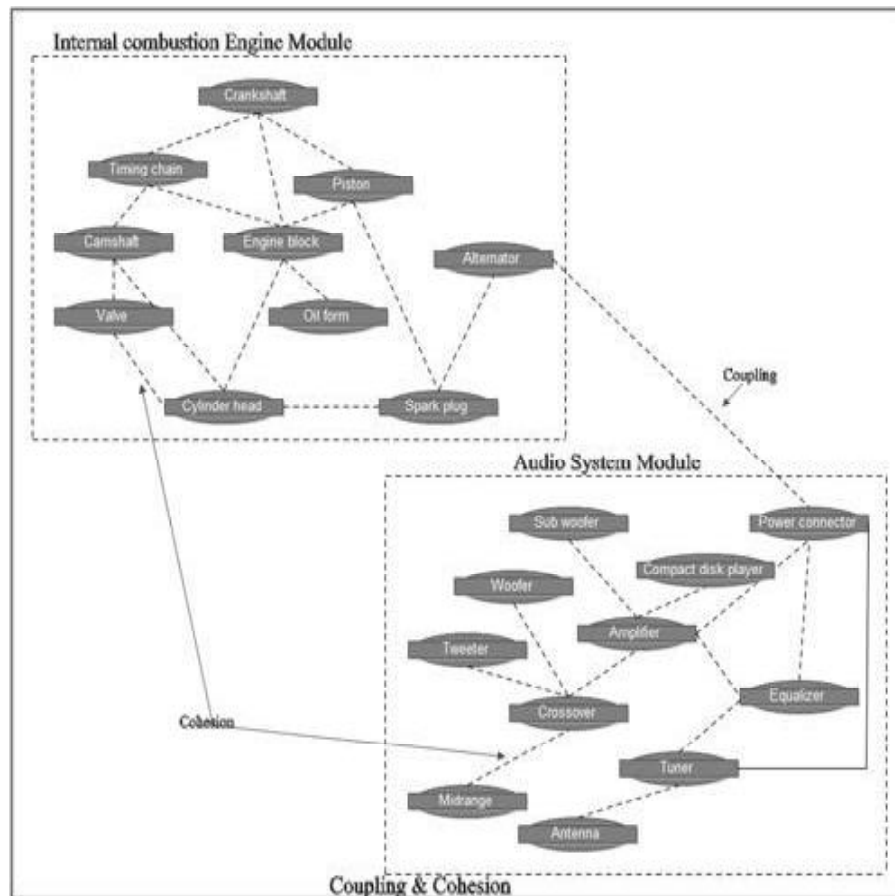 Internal combustion Engine Module
Crankshaft
Timing chain
Piston
Camshaft
Engine block
Alternator
Valve
Oil form
Coupling
Cylinder head
Spark plug
Audio System Module
Sub woofer
Power connector
Compact disk player
Woofer
Amplifier
Tweeter
Equalizer
Crossover
Cohesion
Tuner
Midrange
Antenna
Coupling & Cohesion